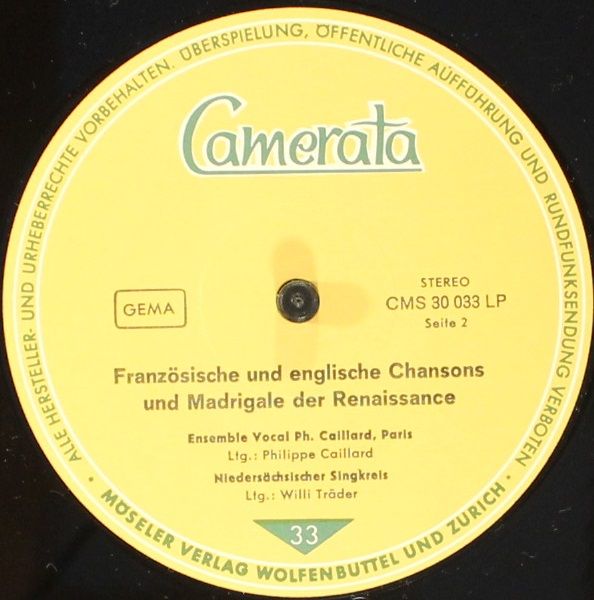 ALLE HERSTELLER- UND URHEBERRECHTE VORBEHALTEN. ÜBERSPIELUNG, ÖFFENTLICHE AUFFÜHRUNG UND RUNDFUNKSENDUNG VERBOTEN
Camerata
GEMA
STEREO
CMS 30 033 LP
Seite 2
Französische und englische Chansons
und Madrigale der Renaissance
Ensemble Vocal Ph. Caillard, Paris
Ltg.: Philippe Caillard
Niedersächsischer Singkreis
Ltg.: Willi Träder
33
· MÖSELER VERLAG WOLFENBÜTTEL UND ZÜRICH ·